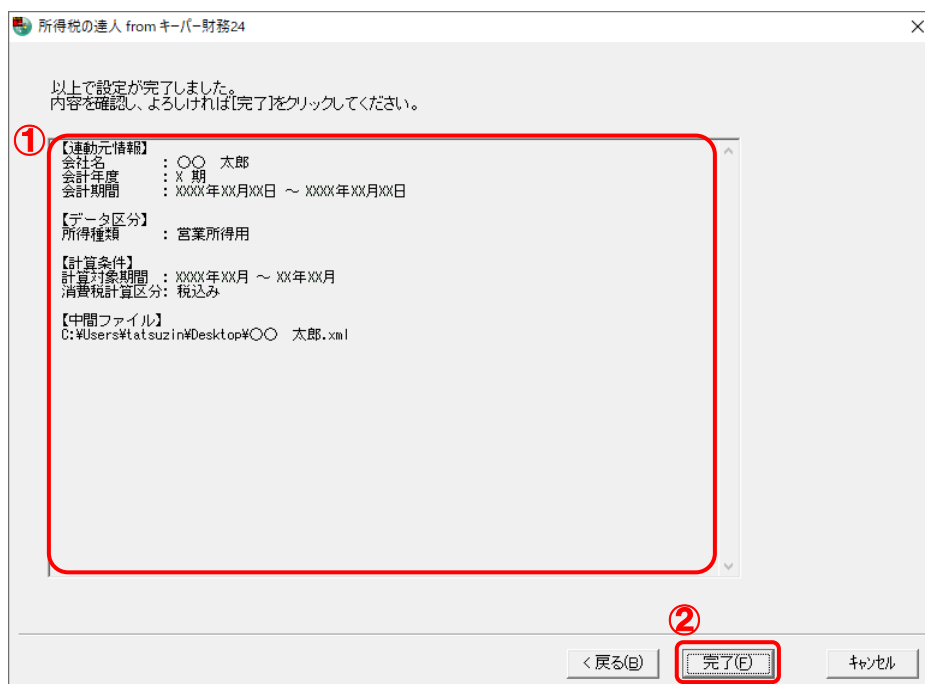 所得税の達人 from キーパー財務24
以上で設定が完了しました。
内容を確認し、よろしければ[完了]をクリックしてください。
①
【連動元情報】
会社名 : 〇〇 太郎
会計年度 : X 期
会計期間 : XXXX年XX月XX日 ～ XXXX年XX月XX日
【データ区分】
所得種類 : 営業所得用
【計算条件】
計算対象期間 : XXXX年XX月 ～ XX年XX月
消費税計算区分: 税込み
【中間ファイル】
C:¥Users¥tatsuzin¥Desktop¥〇〇 太郎.xml
②
< 戻る(B) 完了(F) キャンセル